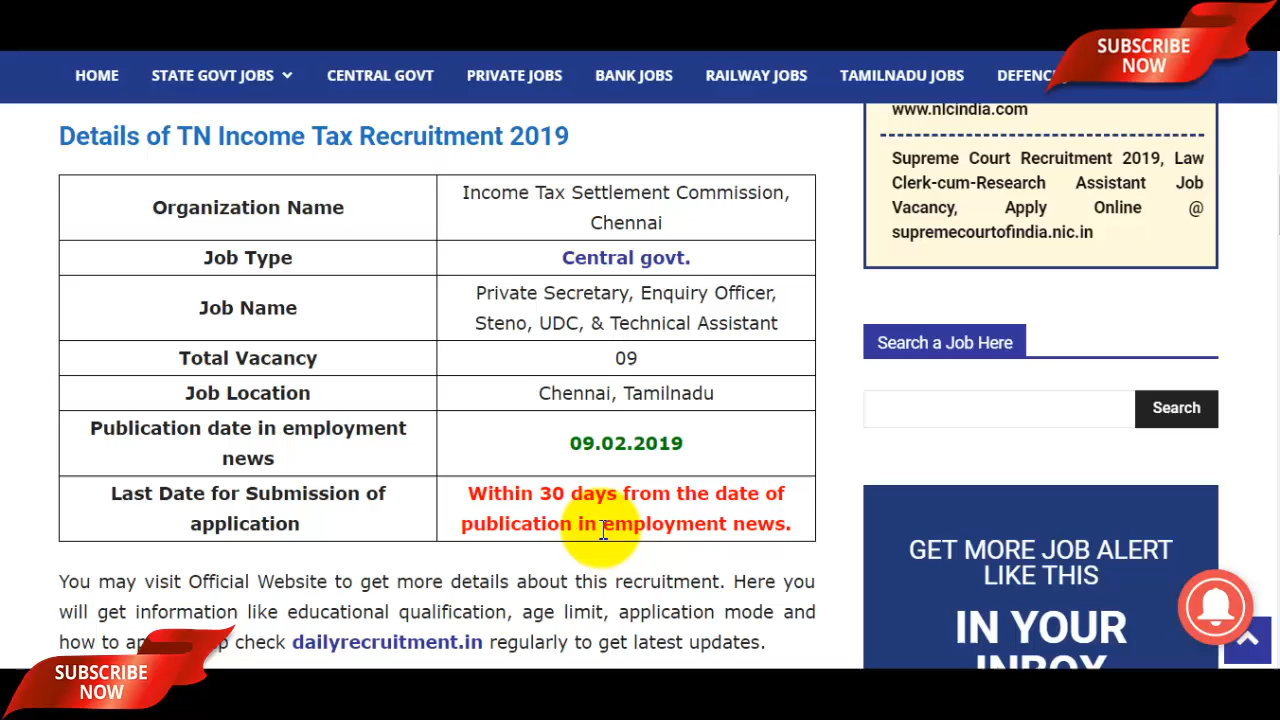 SUBSCRIBE
NOW
HOME STATE GOVT JOBS CENTRAL GOVT PRIVATE JOBS BANK JOBS RAILWAY JOBS TAMILNADU JOBS
Details of TN Income Tax Recruitment 2019
Organization Name
Income Tax Settlement Commission,
Chennai
Job Type
Central govt.
Job Name
Private Secretary, Enquiry Officer,
Steno, UDC, & Technical Assistant
Total Vacancy
09
Job Location
Chennai, Tamilnadu
Publication date in employment
news
09.02.2019
Last Date for Submission of
application
Within 30 days from the date of
publication in employment news.
You may visit Official Website to get more details about this recruitment. Here you
will get information like educational qualification, age limit, application mode and
how to check dailyrecruitment.in regularly to get latest updates.
www.nlcindia.com
Supreme Court Recruitment 2019, Law
Clerk-cum-Research Assistant Job
Vacancy, Apply Online @
supremecourtofindia.nic.in
Search a Job Here
Search
GET MORE JOB ALERT
LIKE THIS
IN YOUR
INBOX
SUBSCRIBE
NOW